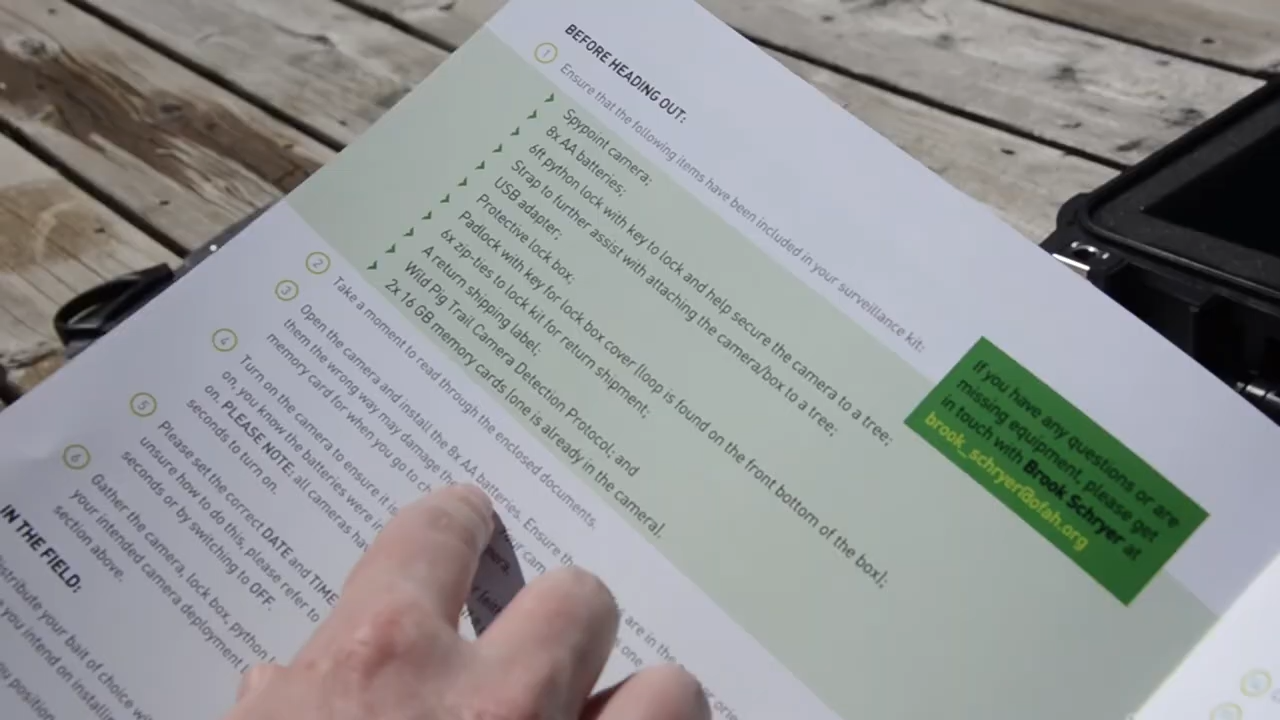 BEFORE HEADING OUT:
1 Ensure that the following items have been included in your surveillance kit:
Spypoint camera;
8x AA batteries;
6ft python lock with key to lock and help secure the camera to a tree;
Strap to further assist with attaching the camera/box to a tree;
USB adapter;
Protective lock box;
Padlock with key for lock box cover (loop is found on the front bottom of the box);
6x zip-ties to lock kit for return shipment;
A return shipping label;
Wild Pig Trail Camera Detection Protocol; and
2x 16 GB memory cards (one is already in the camera).
If you have any questions or are
missing equipment, please get
in touch with Brook Schryer at
brook_schryer@ofah.org
2 Take a moment to read through the enclosed documents.
3 Open the camera and install the 8x AA batteries. Ensure the are in the
them the wrong way may damage the
memory card for when you go to
4 Turn on the camera to ensure it
on, you know the batteries were
on. PLEASE NOTE: all cameras
seconds to turn on.
5 Please set the correct DATE and TIME
unsure how to do this, please refer to
seconds or by switching to OFF.
6 Gather the camera, lock box, python
your intended camera deployment
section above.
IN THE FIELD:
your bait of choice
you intend on
position